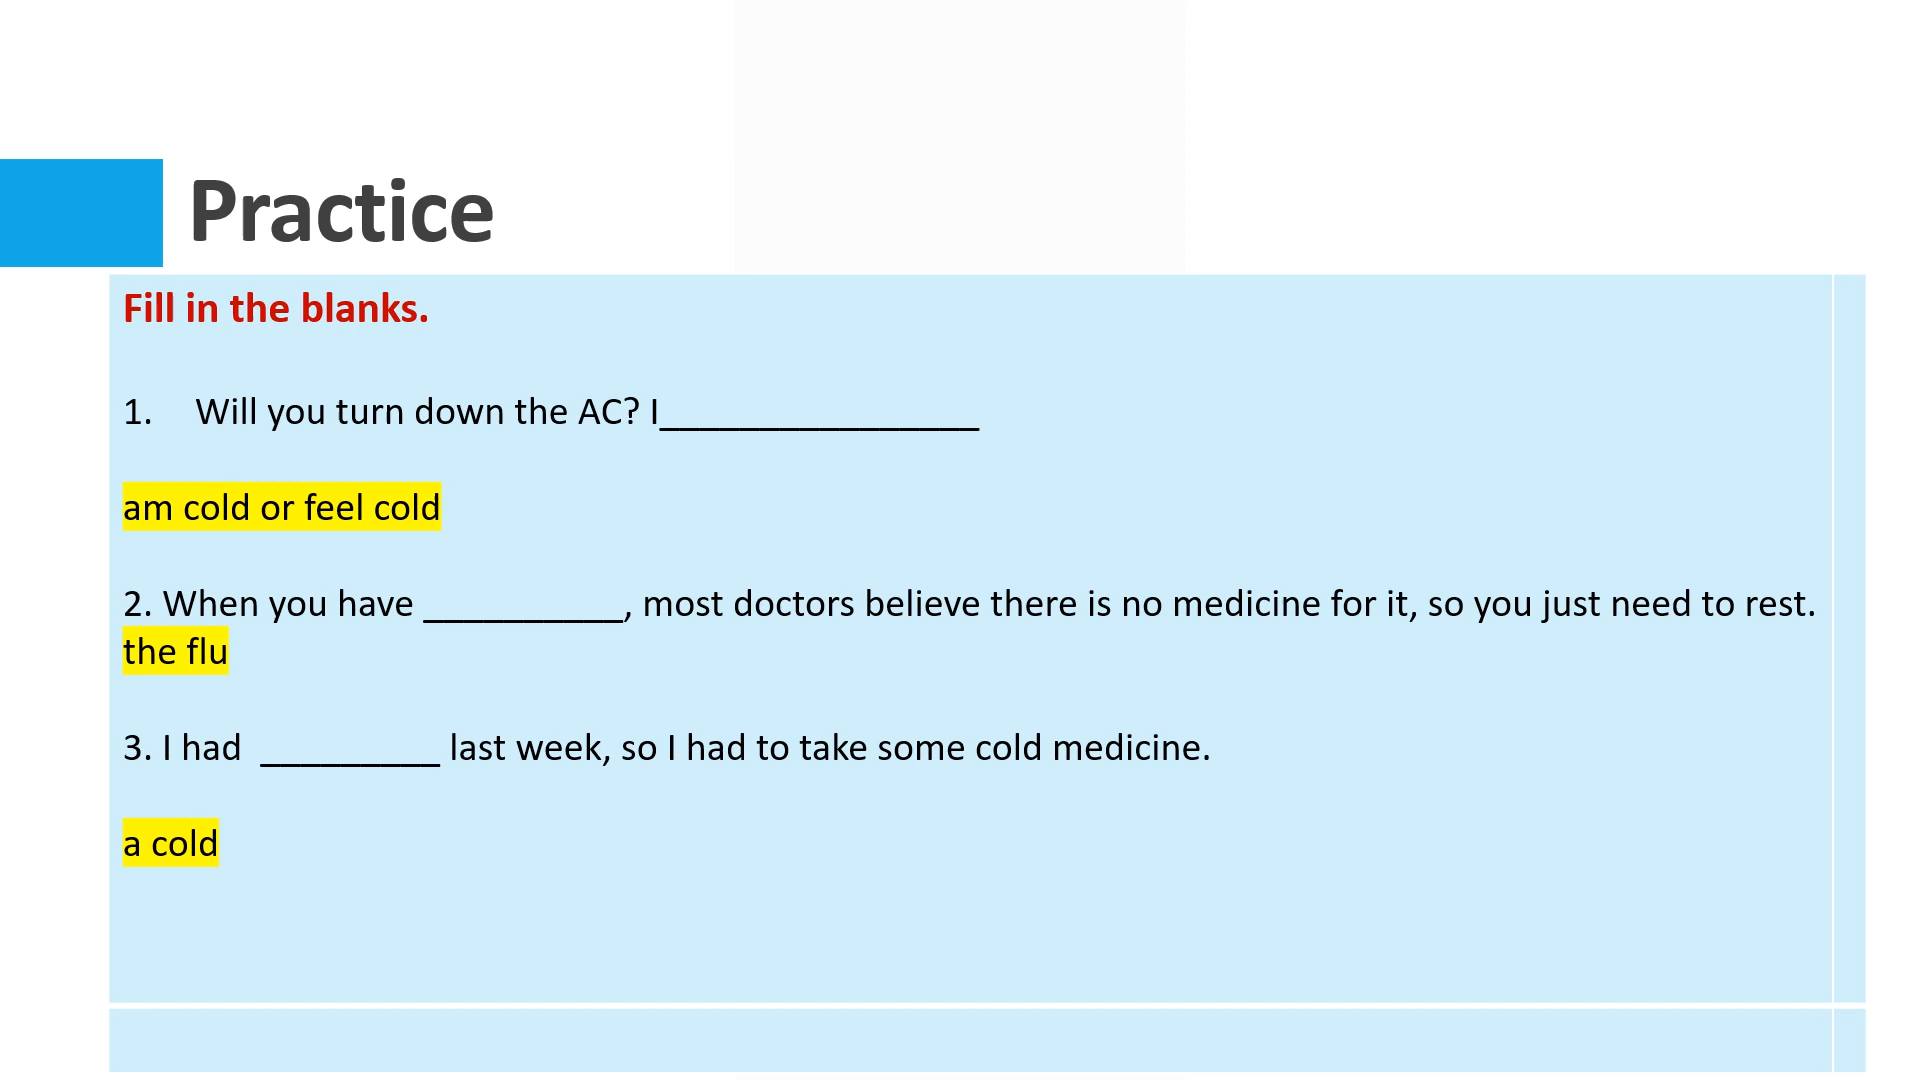 Practice
Fill in the blanks.
1. Will you turn down the AC? I________________
am cold or feel cold
2. When you have __________, most doctors believe there is no medicine for it, so you just need to rest.
the flu
3. I had _________ last week, so I had to take some cold medicine.
a cold